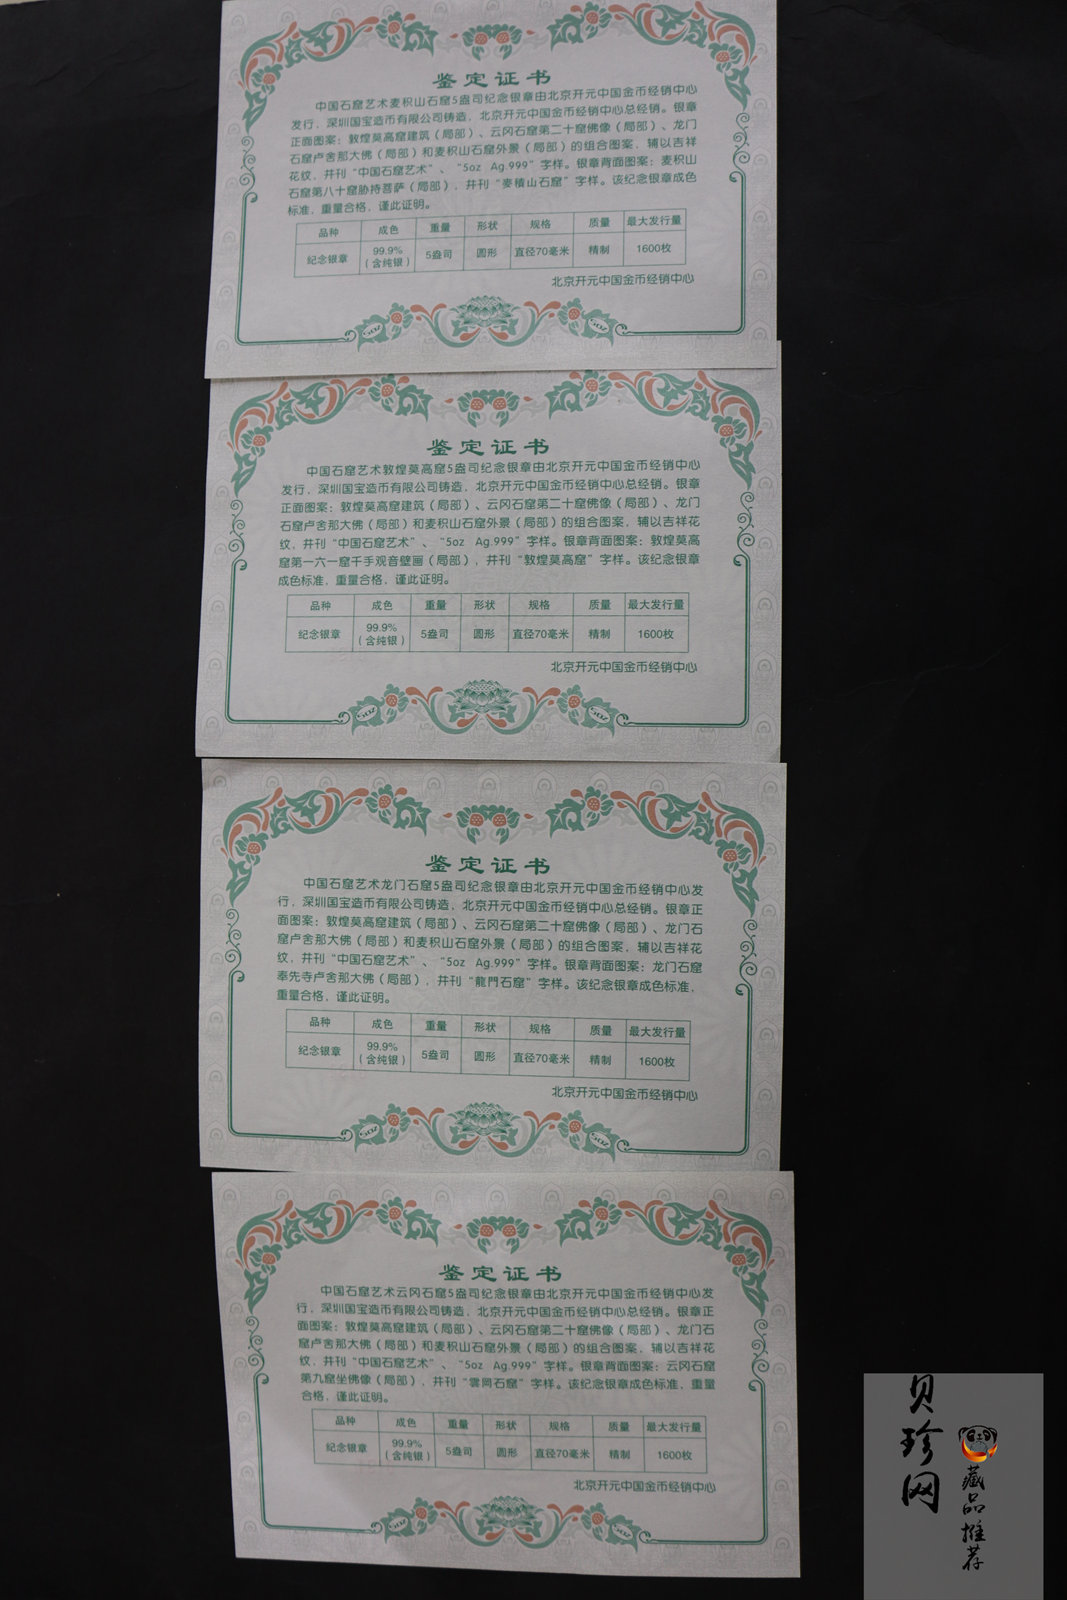 鉴定证书
中国石窟艺术麦积山石窟5盎司纪念银章由北京开元中国金币经销中心
发行，深圳国宝造币有限公司铸造，北京开元中国金币经销中心总经销。银章
正面图案：敦煌莫高窟建筑（局部）、云冈石窟第二十窟佛像（局部）、龙门
石窟卢舍那大佛（局部）和麦积山石窟外景（局部）的组合图案，辅以吉祥
花纹，并刊“中国石窟艺术”、“5oz Ag.999”字样。银章背面图案：麦积山
石窟第八十窟胁持菩萨（局部），并刊“麥積山石窟”字样。该纪念银章成色
标准，重量合格，谨此证明。
品种 成色 重量 形状 规格 质量 最大发行量
纪念银章 99.9%（含纯银） 5盎司 圆形 直径70毫米 精制 1600枚
北京开元中国金币经销中心
5oz 5oz
鉴定证书
中国石窟艺术敦煌莫高窟5盎司纪念银章由北京开元中国金币经销中心
发行，深圳国宝造币有限公司铸造，北京开元中国金币经销中心总经销。银章
正面图案：敦煌莫高窟建筑（局部）、云冈石窟第二十窟佛像（局部）、龙门
石窟卢舍那大佛（局部）和麦积山石窟外景（局部）的组合图案，辅以吉祥花
纹，并刊“中国石窟艺术”、“5oz Ag.999”字样。银章背面图案：敦煌莫高
窟第一六一窟千手观音壁画（局部），并刊“敦煌莫高窟”字样。该纪念银章
成色标准，重量合格，谨此证明。
品种 成色 重量 形状 规格 质量 最大发行量
纪念银章 99.9%（含纯银） 5盎司 圆形 直径70毫米 精制 1600枚
北京开元中国金币经销中心
5oz 5oz
鉴定证书
中国石窟艺术龙门石窟5盎司纪念银章由北京开元中国金币经销中心发
行，深圳国宝造币有限公司铸造，北京开元中国金币经销中心总经销。银章正
面图案：敦煌莫高窟建筑（局部）、云冈石窟第二十窟佛像（局部）、龙门石
窟卢舍那大佛（局部）和麦积山石窟外景（局部）的组合图案，辅以吉祥花
纹，并刊“中国石窟艺术”、“5oz Ag.999”字样。银章背面图案：龙门石窟
奉先寺卢舍那大佛（局部），并刊“龍門石窟”字样。该纪念银章成色标准，
重量合格，谨此证明。
品种 成色 重量 形状 规格 质量 最大发行量
纪念银章 99.9%（含纯银） 5盎司 圆形 直径70毫米 精制 1600枚
北京开元中国金币经销中心
5oz 5oz
鉴定证书
中国石窟艺术云冈石窟5盎司纪念银章由北京开元中国金币经销中心发
行，深圳国宝造币有限公司铸造，北京开元中国金币经销中心总经销。银章正
面图案：敦煌莫高窟建筑（局部）、云冈石窟第二十窟佛像（局部）、龙门石
窟卢舍那大佛（局部）和麦积山石窟外景（局部）的组合图案，辅以吉祥花
纹，并刊“中国石窟艺术”、“5oz Ag.999”字样。银章背面图案：云冈石窟
第九窟坐佛像（局部），并刊“雲岡石窟”字样。该纪念银章成色标准，重量
合格，谨此证明。
品种 成色 重量 形状 规格 质量 最大发行量
纪念银章 99.9%（含纯银） 5盎司 圆形 直径70毫米 精制 1600枚
北京开元中国金币经销中心
5oz 5oz
贝珍网
藏品推荐